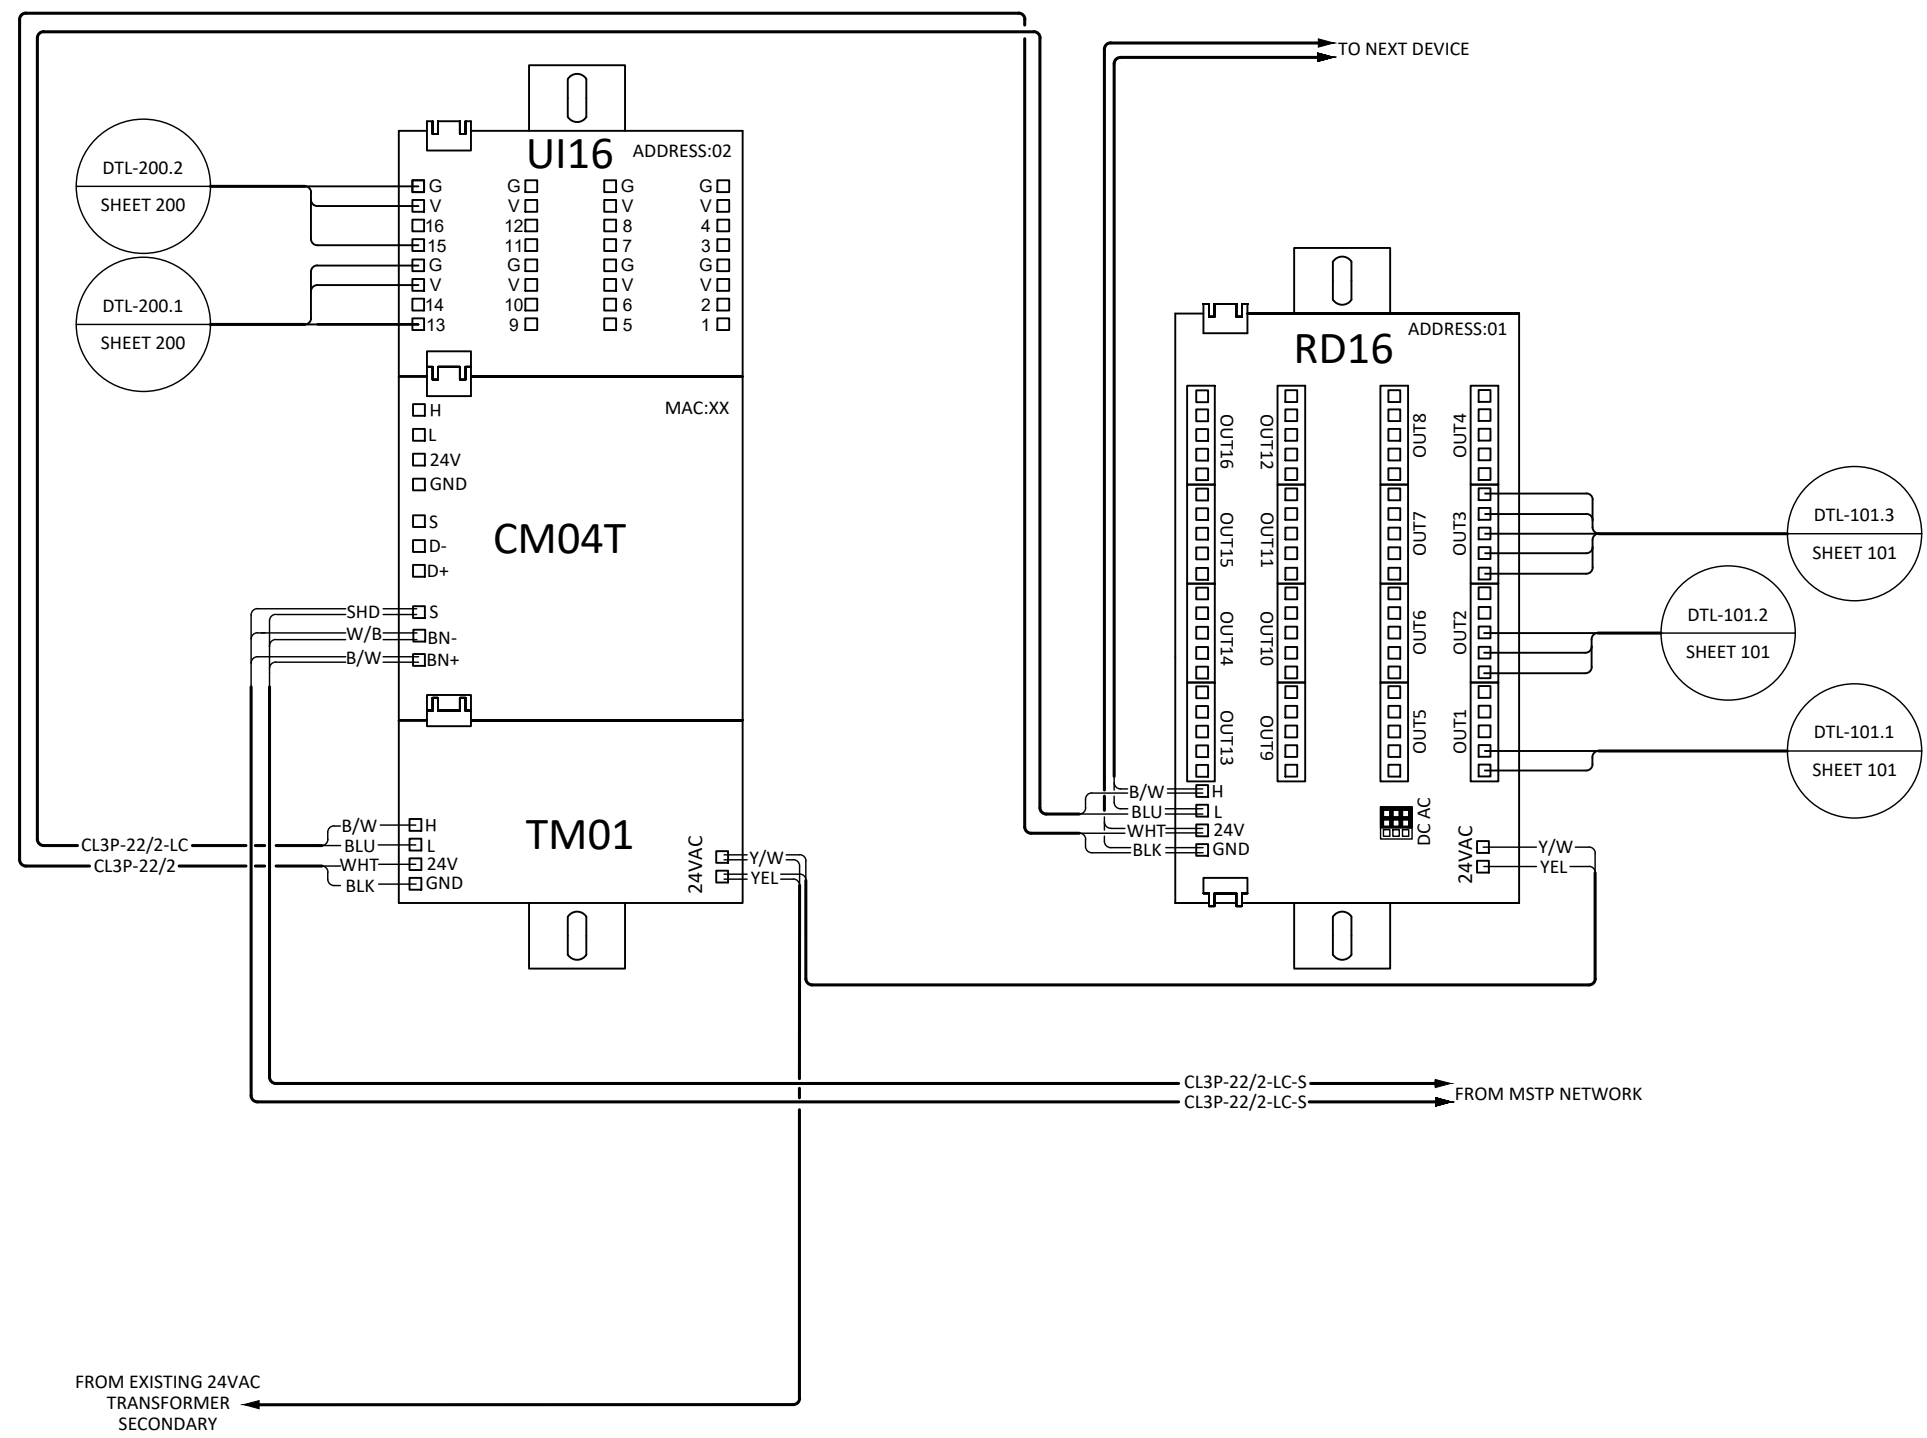 TO NEXT DEVICE
UI16
ADDRESS:02
DTL-200.2
SHEET 200
DTL-200.1
SHEET 200
G G G G
V V V V
16 12 8 4
15 11 7 3
G G G G
V V V V
14 10 6 2
13 9 5 1
MAC:XX
H
L
24V
GND
S
D-
D+
CM04T
SHD S
W/B BN-
B/W BN+
TM01
CL3P-22/2-LC
CL3P-22/2
B/W H
BLU L
WHT 24V
BLK GND
24VAC
Y/W
YEL
RD16
ADDRESS:01
OUT16 OUT12 OUT8 OUT4
OUT15 OUT11 OUT7 OUT3
OUT14 OUT10 OUT6 OUT2
OUT13 OUT9 OUT5 OUT1
DTL-101.3
SHEET 101
DTL-101.2
SHEET 101
DTL-101.1
SHEET 101
B/W H
BLU L
WHT 24V
BLK GND
DC AC
24VAC
Y/W
YEL
CL3P-22/2-LC-S
CL3P-22/2-LC-S
FROM MSTP NETWORK
FROM EXISTING 24VAC
TRANSFORMER
SECONDARY